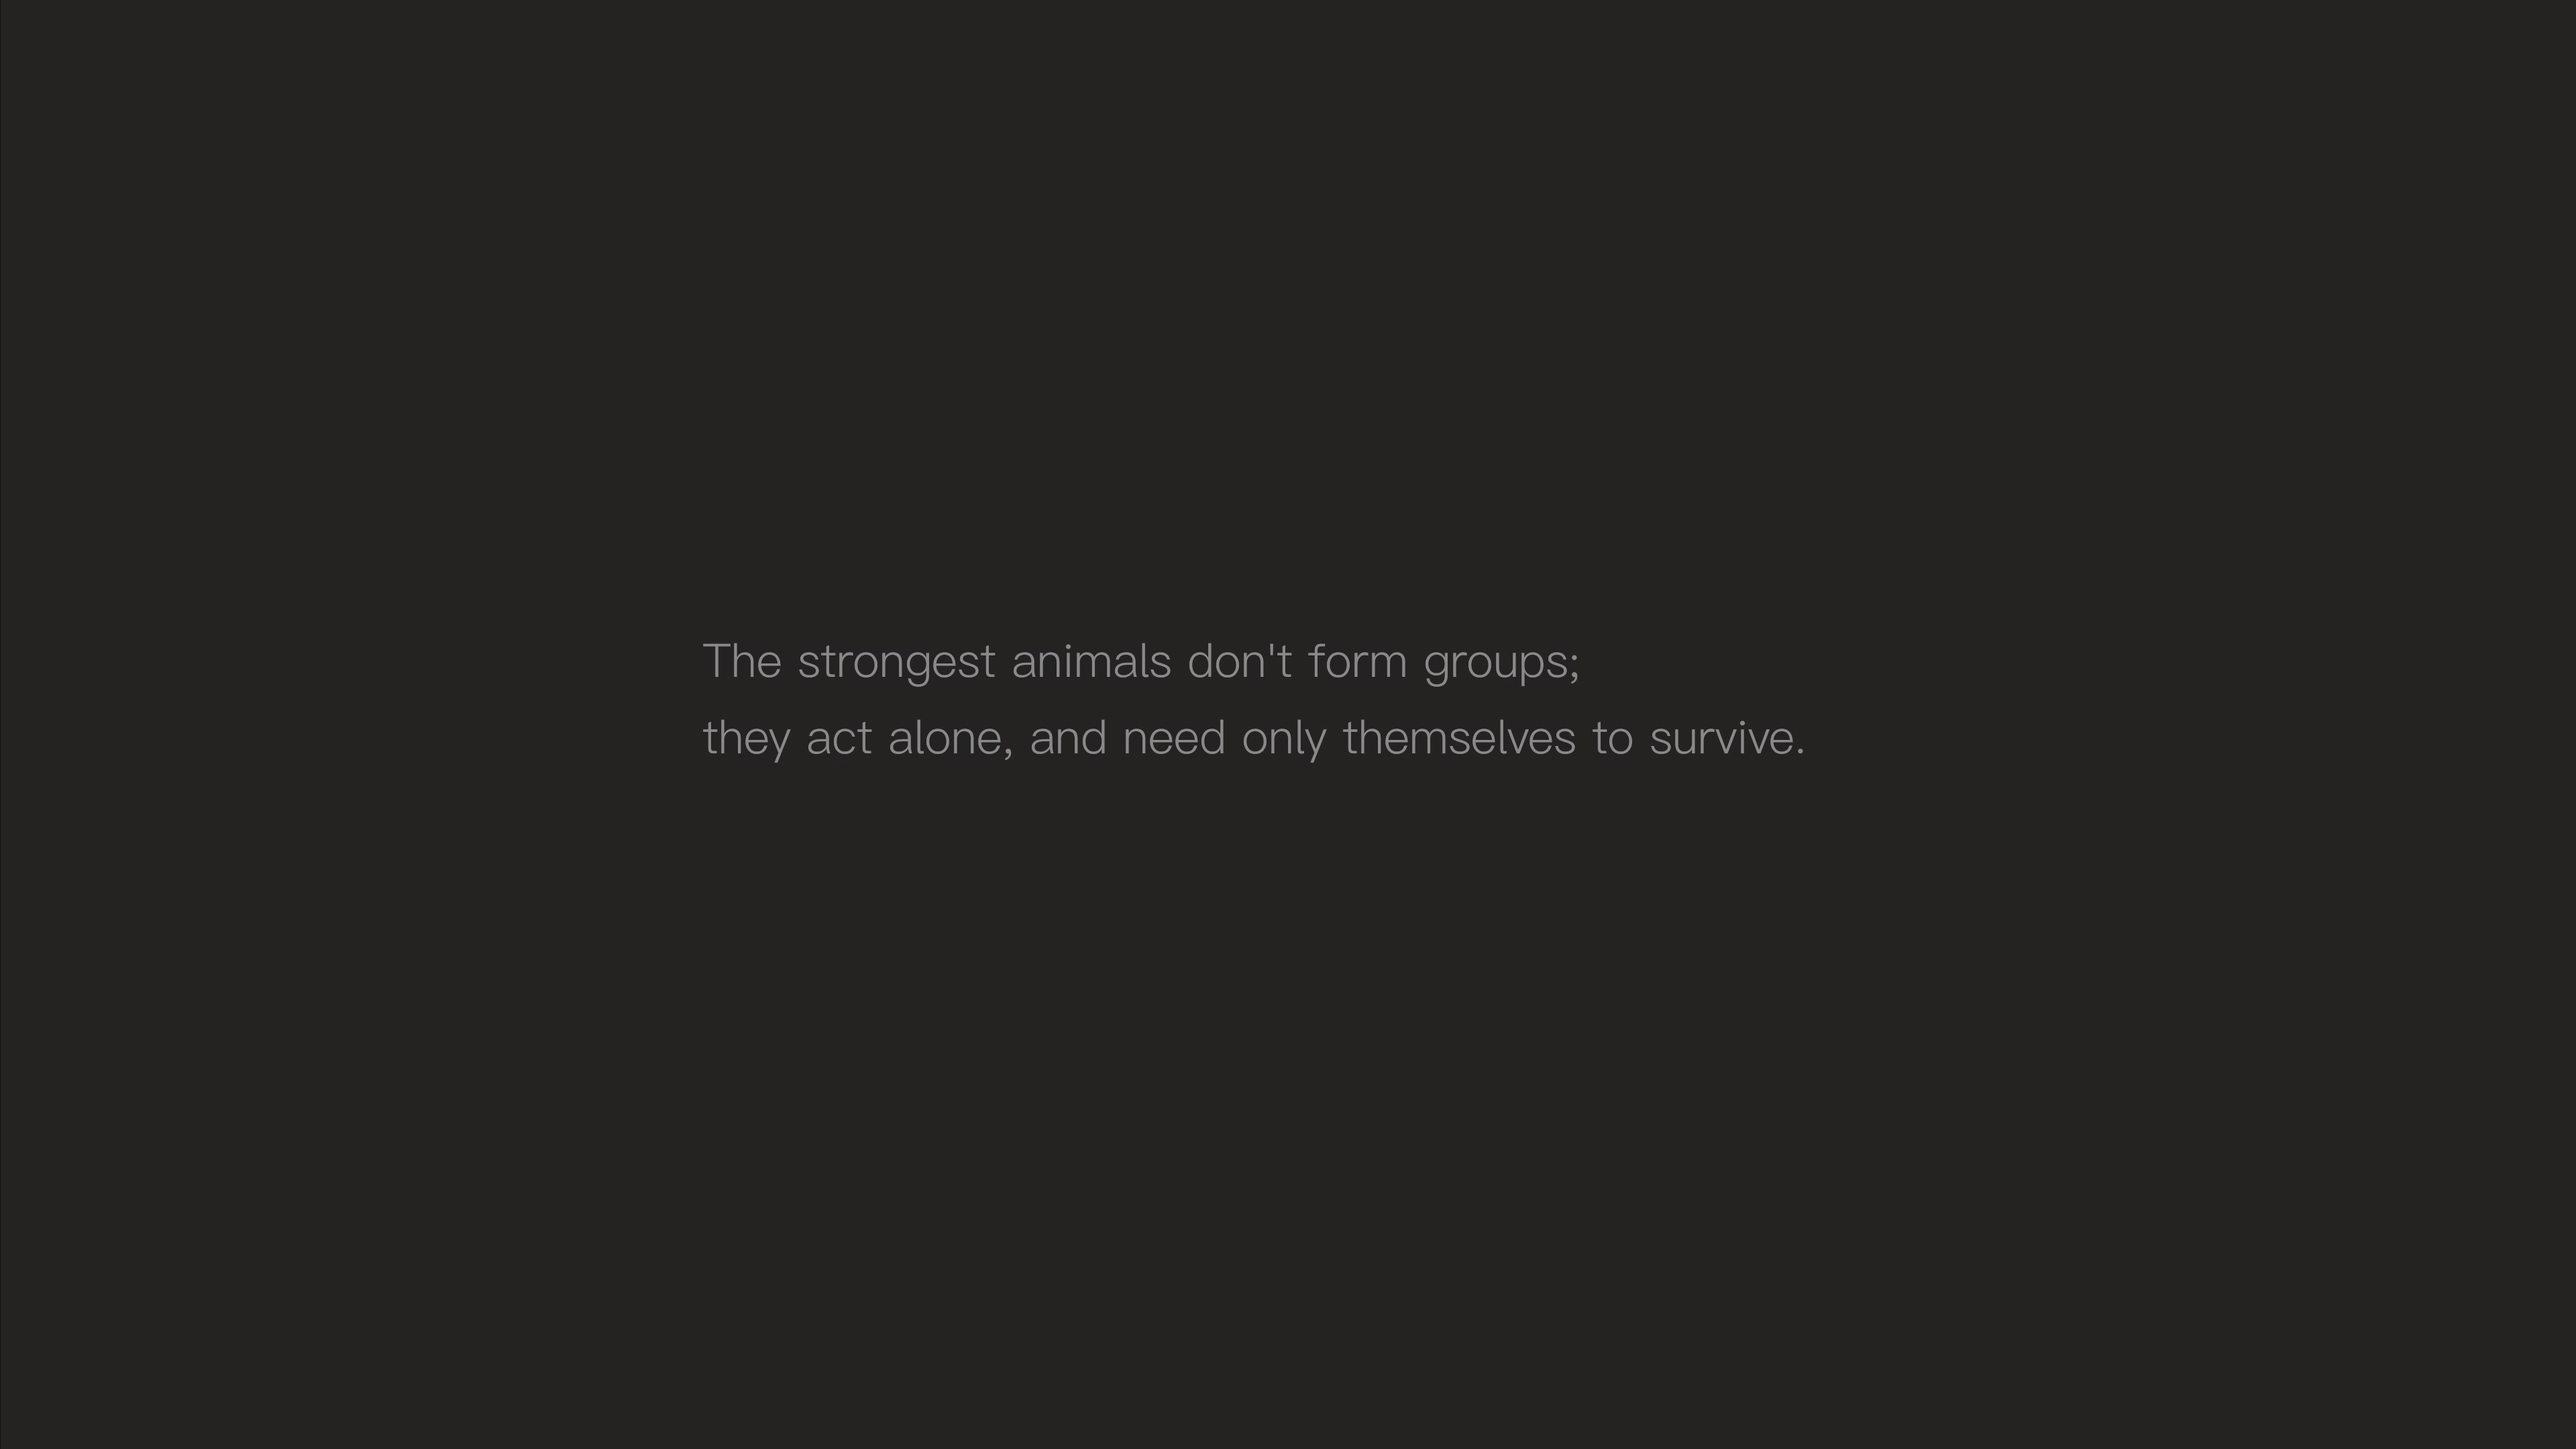 The strongest animals don't form groups;
they act alone, and need only themselves to survive.